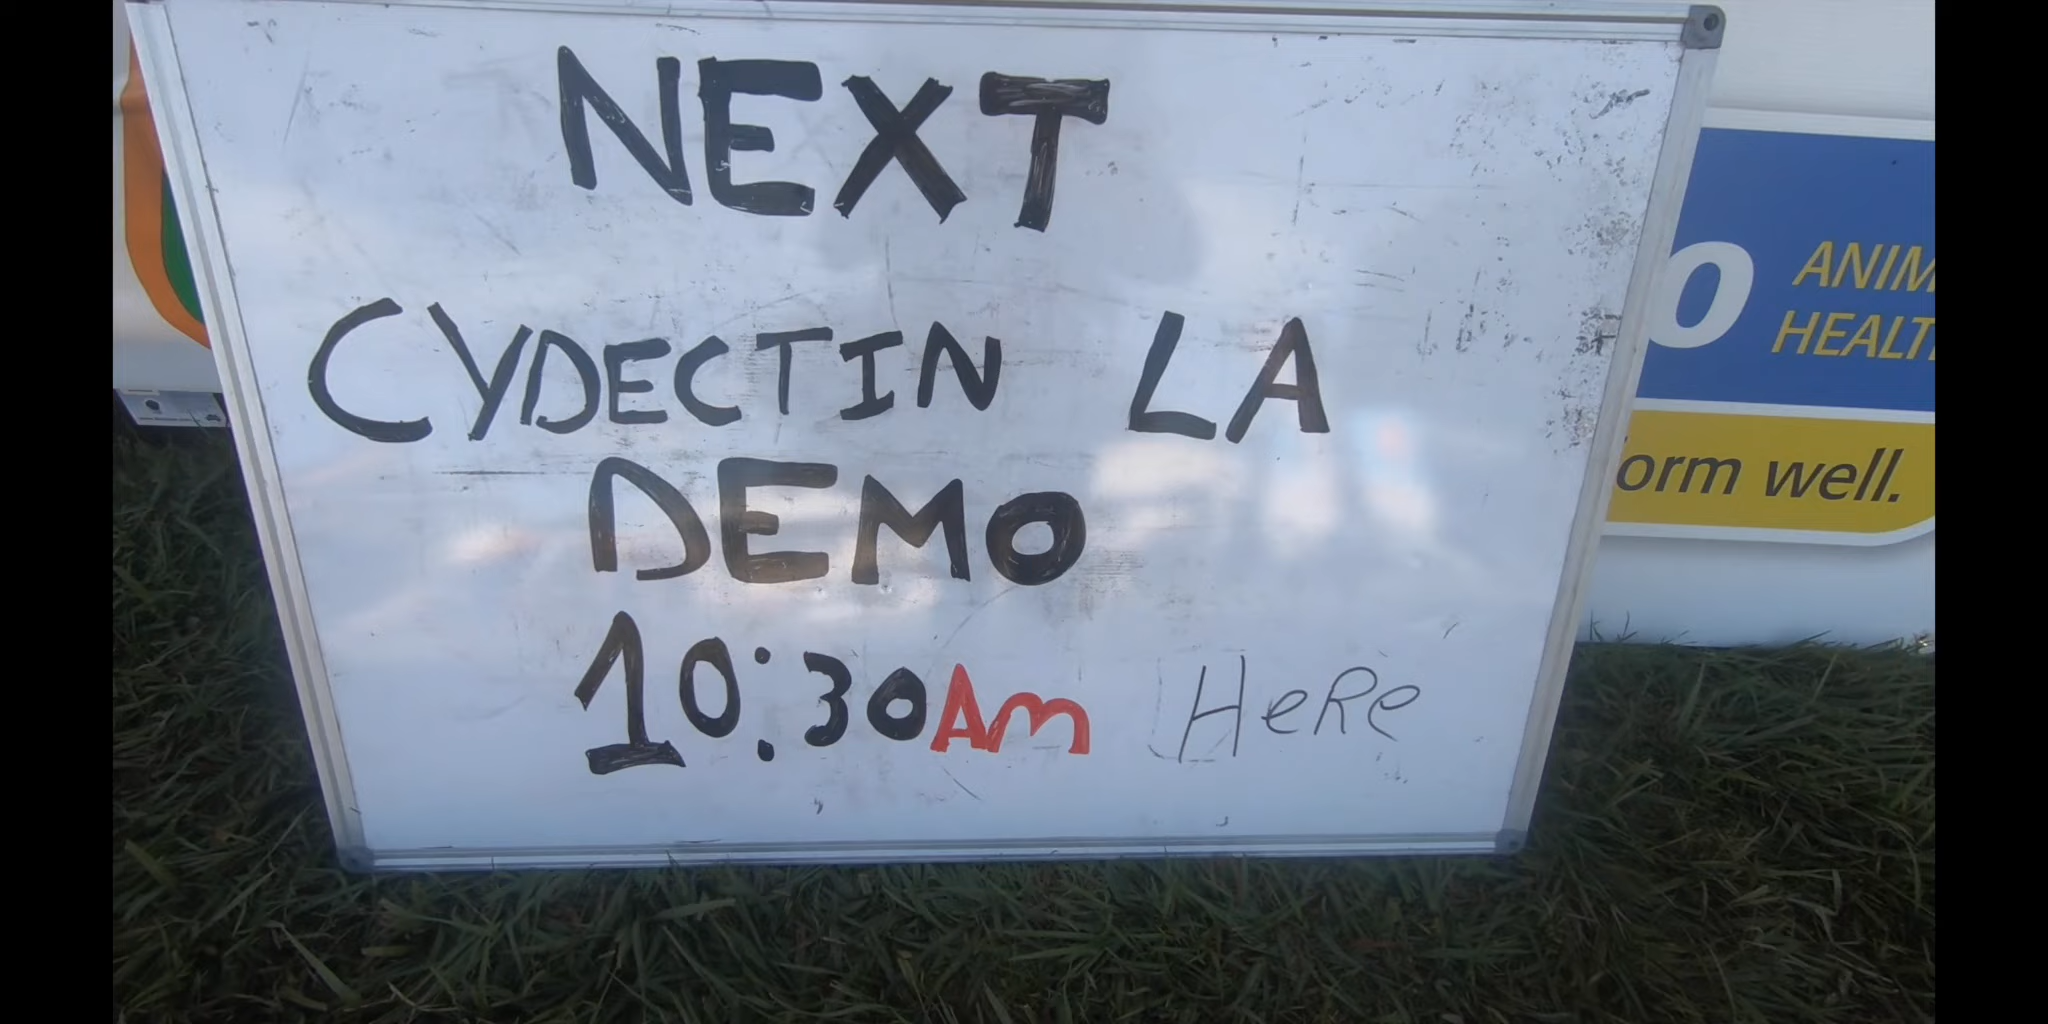 NEXT
CYDECTIN LA
DEMO
10:30Am HeRe
o
ANIM
HEALT
orm well.